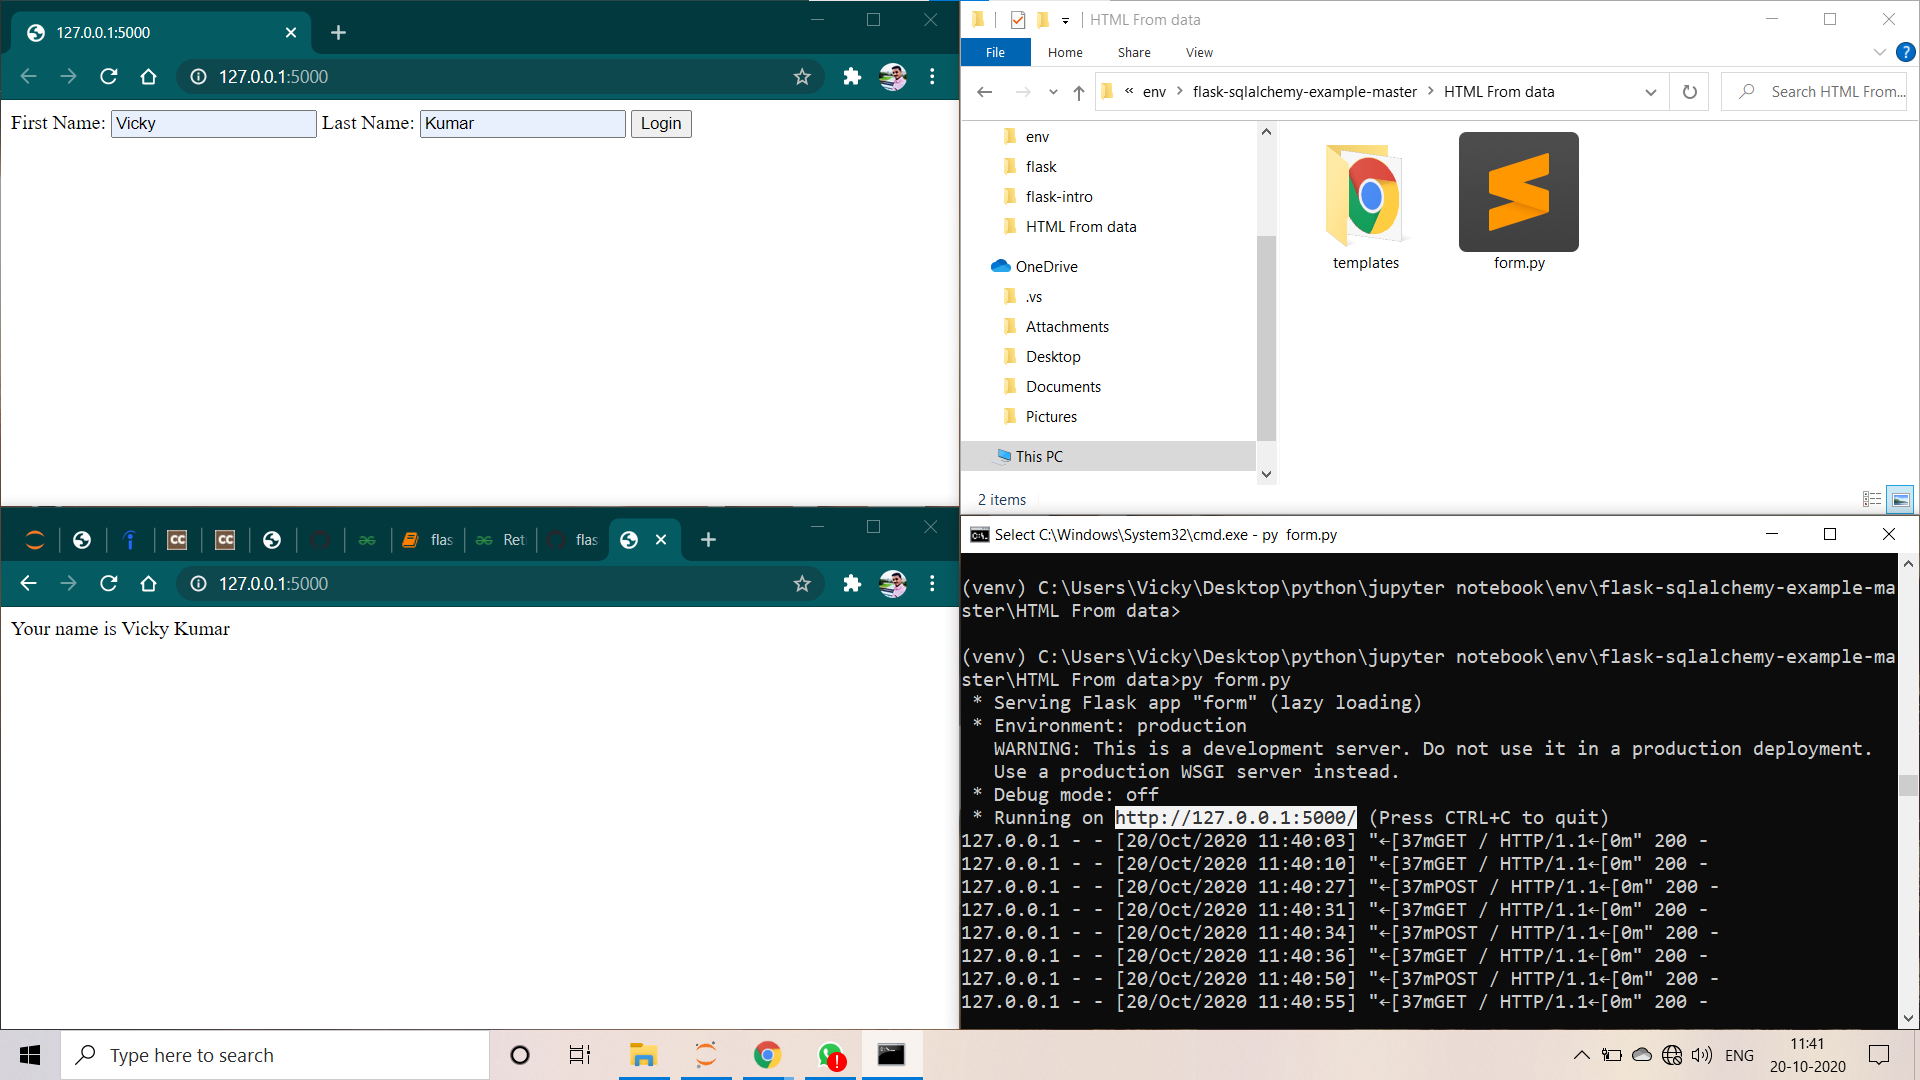 127.0.0.1:5000
127.0.0.1:5000
First Name: Vicky Last Name: Kumar Login
HTML From data
File Home Share View
env flask-sqlalchemy-example-master HTML From data Search HTML From...
env
flask
flask-intro
HTML From data
OneDrive
.vs
Attachments
Desktop
Documents
Pictures
This PC
templates
form.py
2 items
CC CC flas Ret flas
127.0.0.1:5000
Your name is Vicky Kumar
Select C:\Windows\System32\cmd.exe - py form.py
(venv) C:\Users\Vicky\Desktop\python\jupyter notebook\env\flask-sqlalchemy-example-ma
ster\HTML From data>
(venv) C:\Users\Vicky\Desktop\python\jupyter notebook\env\flask-sqlalchemy-example-ma
ster\HTML From data>py form.py
* Serving Flask app "form" (lazy loading)
* Environment: production
WARNING: This is a development server. Do not use it in a production deployment.
Use a production WSGI server instead.
* Debug mode: off
* Running on http://127.0.0.1:5000/ (Press CTRL+C to quit)
127.0.0.1 - - [20/Oct/2020 11:40:03] "←[37mGET / HTTP/1.1←[0m" 200 -
127.0.0.1 - - [20/Oct/2020 11:40:10] "←[37mGET / HTTP/1.1←[0m" 200 -
127.0.0.1 - - [20/Oct/2020 11:40:27] "←[37mPOST / HTTP/1.1←[0m" 200 -
127.0.0.1 - - [20/Oct/2020 11:40:31] "←[37mGET / HTTP/1.1←[0m" 200 -
127.0.0.1 - - [20/Oct/2020 11:40:34] "←[37mPOST / HTTP/1.1←[0m" 200 -
127.0.0.1 - - [20/Oct/2020 11:40:36] "←[37mGET / HTTP/1.1←[0m" 200 -
127.0.0.1 - - [20/Oct/2020 11:40:50] "←[37mPOST / HTTP/1.1←[0m" 200 -
127.0.0.1 - - [20/Oct/2020 11:40:55] "←[37mGET / HTTP/1.1←[0m" 200 -
Type here to search
ENG
11:41
20-10-2020